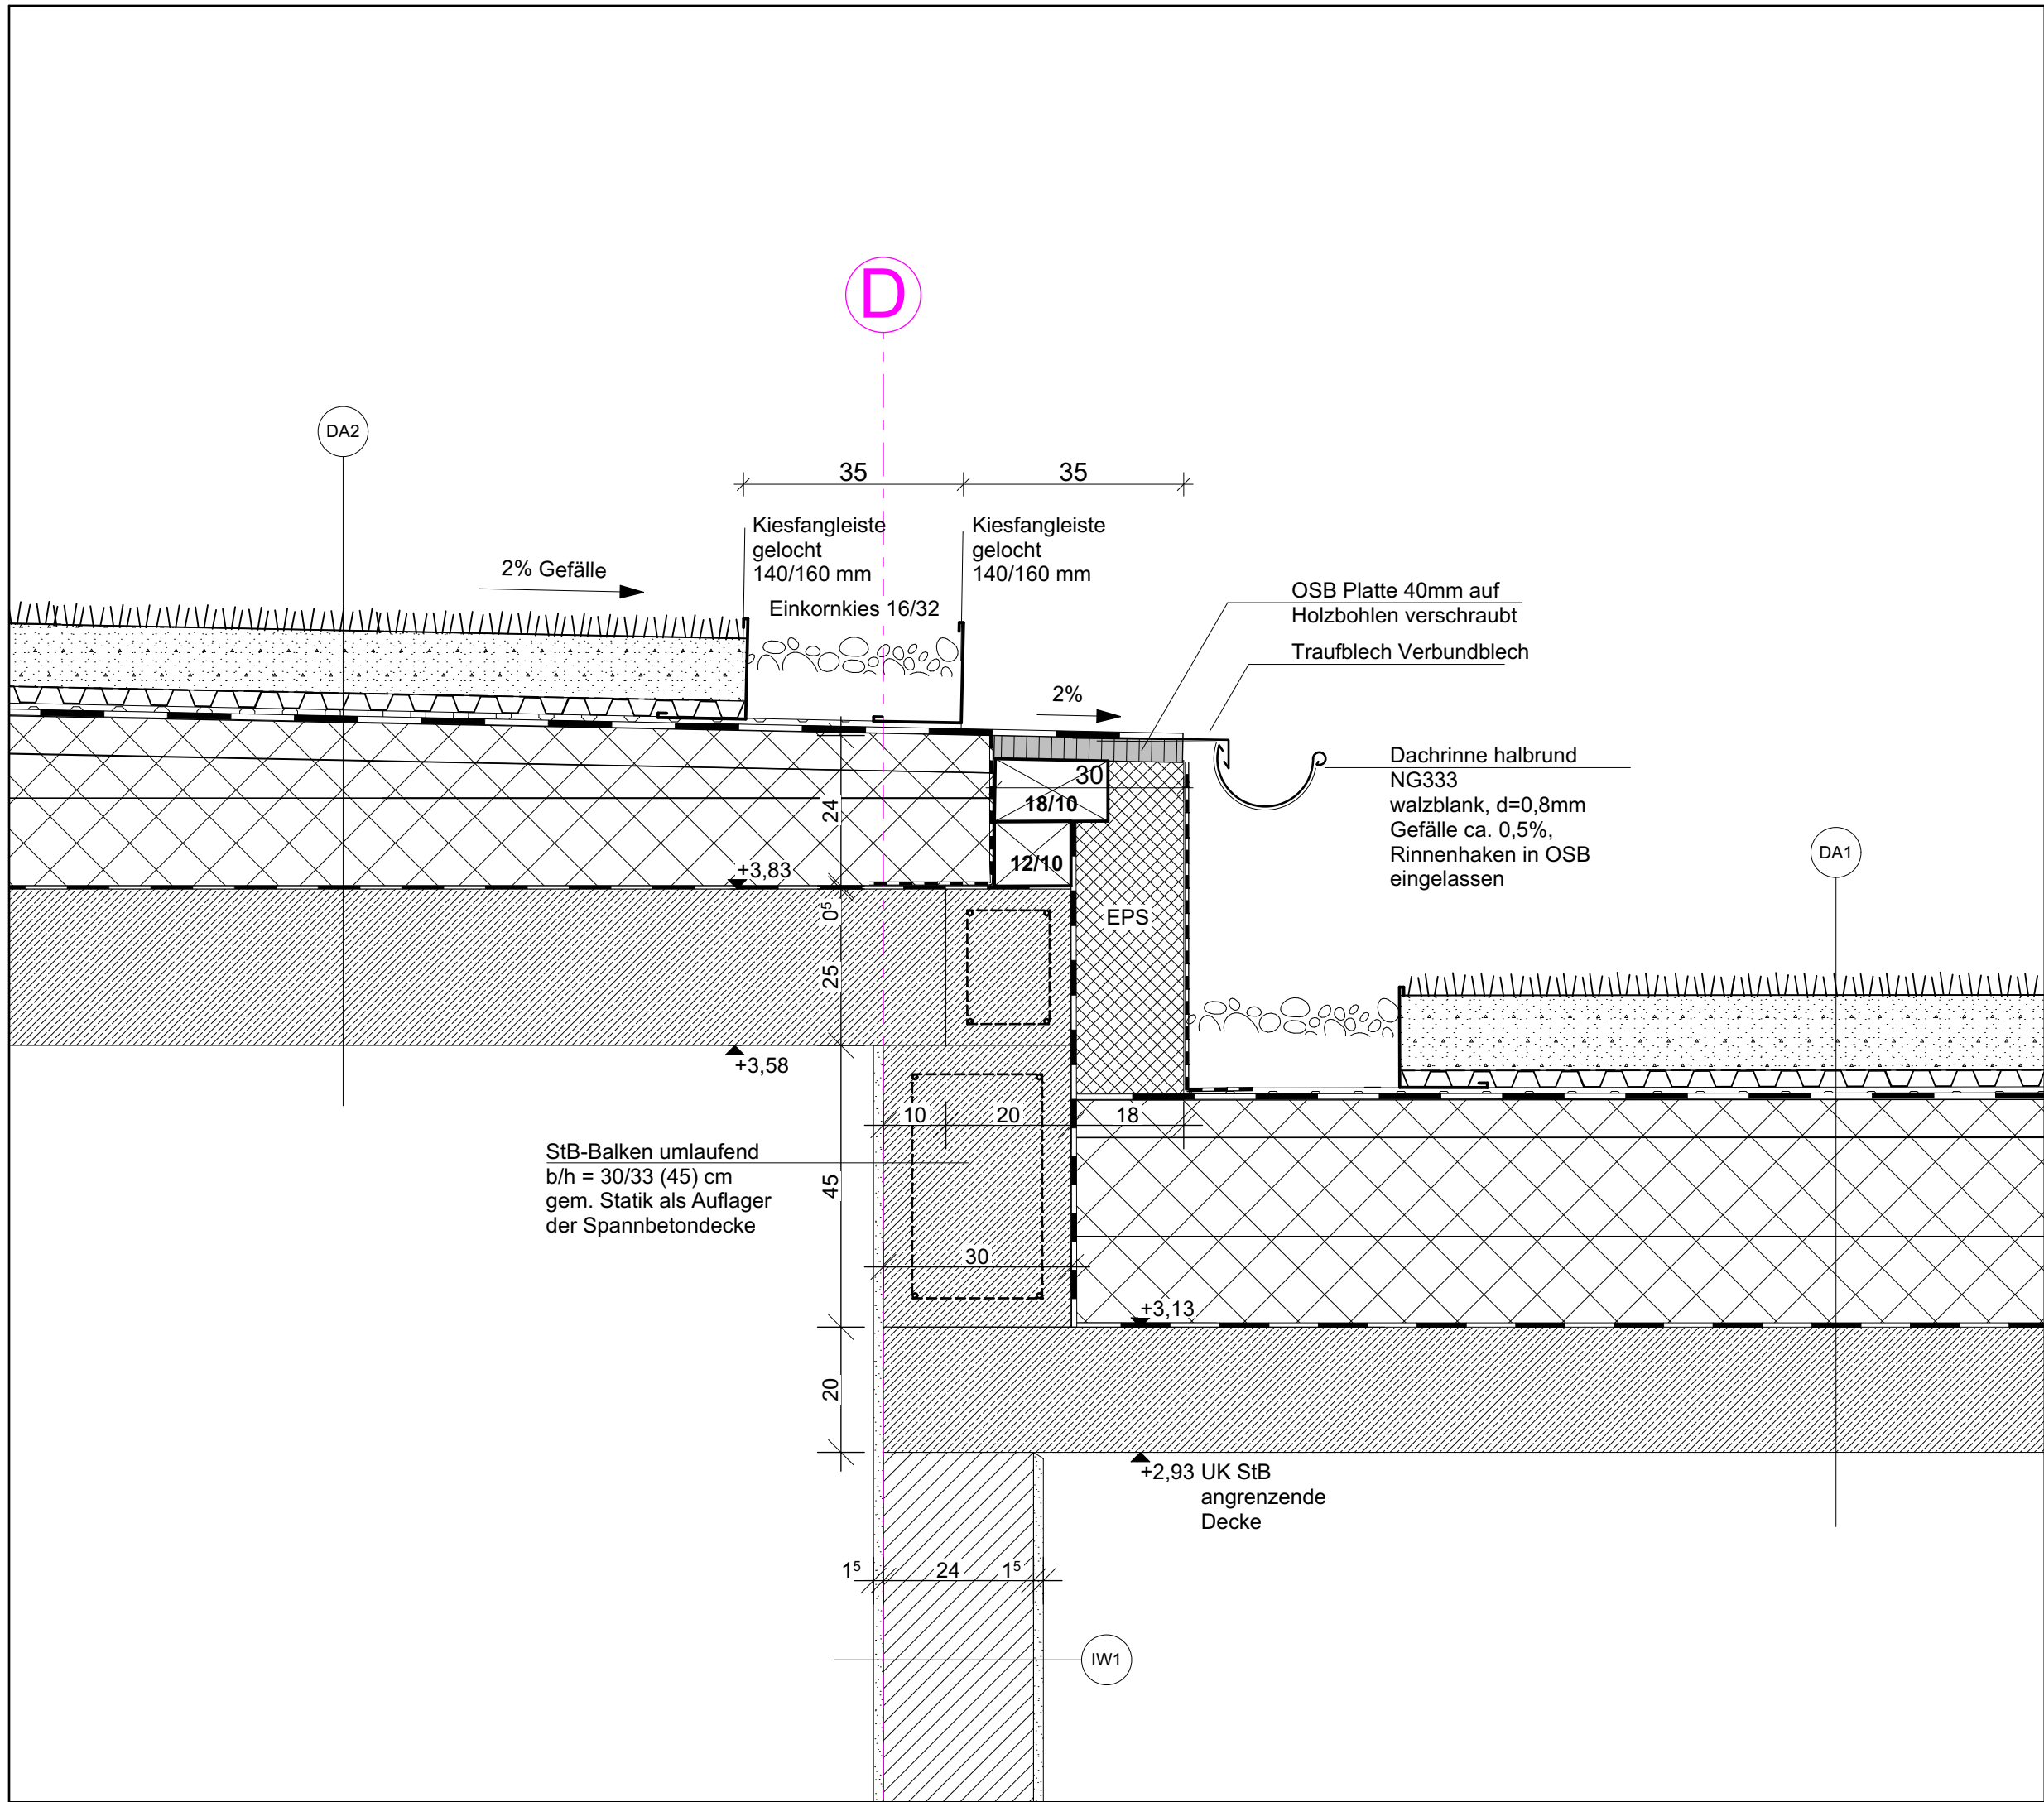 D
DA2
35
35
Kiesfangleiste
gelocht
140/160 mm
Kiesfangleiste
gelocht
140/160 mm
2% Gefälle
Einkornkies 16/32
OSB Platte 40mm auf
Holzbohlen verschraubt
Traufblech Verbundblech
2%
Dachrinne halbrund
NG333
walzblank, d=0,8mm
Gefälle ca. 0,5%,
Rinnenhaken in OSB
eingelassen
30
18/10
24
12/10
+3,83
DA1
0⁵
EPS
25
+3,58
10
20
18
StB-Balken umlaufend
b/h = 30/33 (45) cm
gem. Statik als Auflager
der Spannbetondecke
45
30
+3,13
20
+2,93 UK StB
angrenzende
Decke
1⁵
24
1⁵
IW1